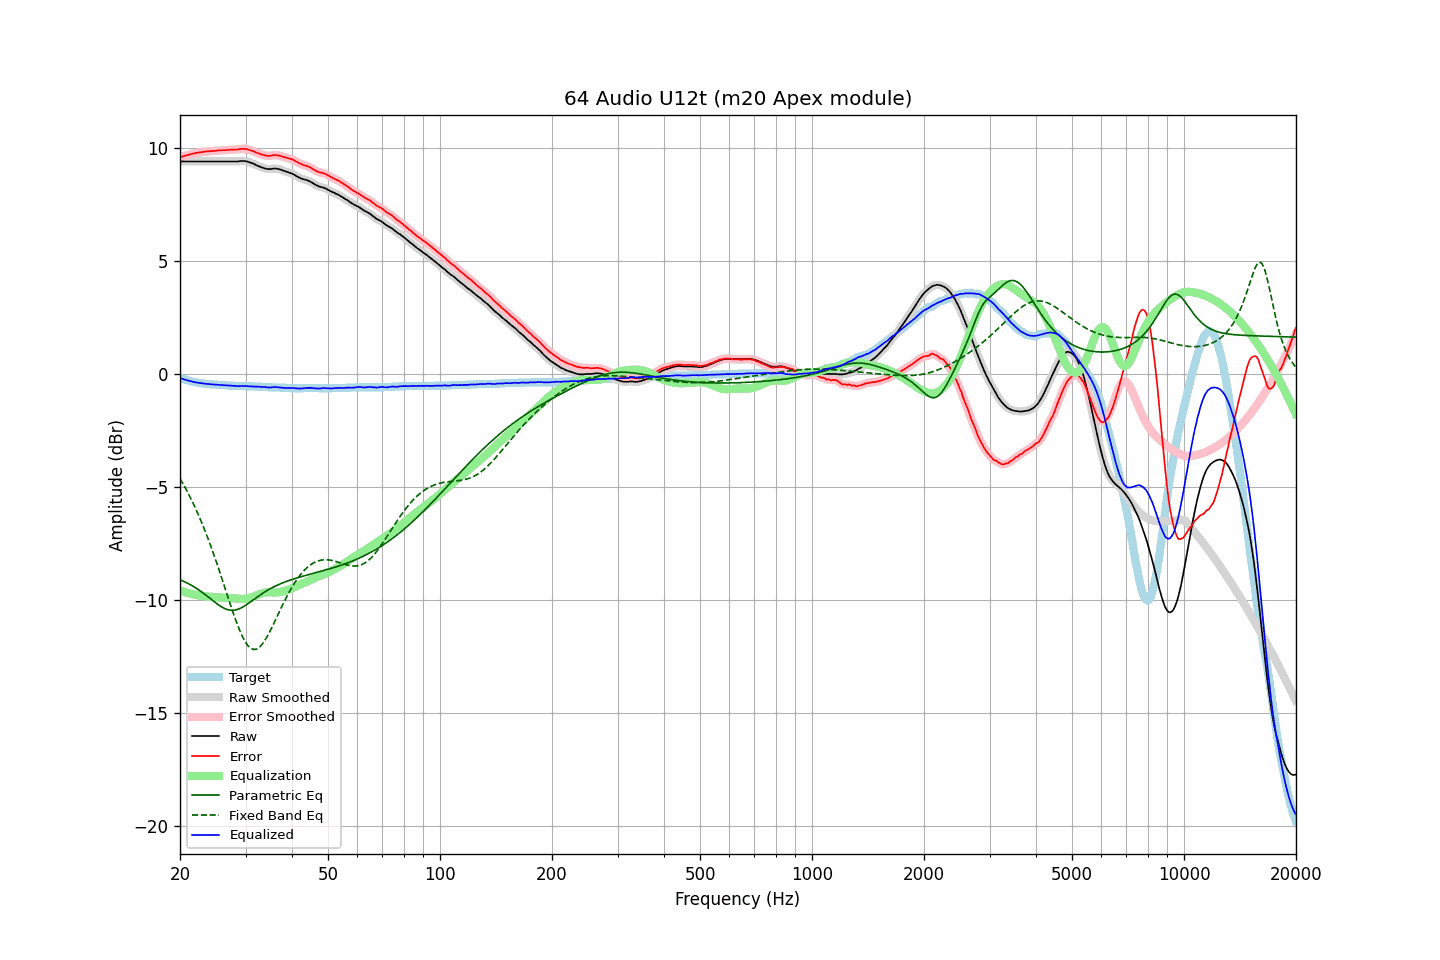 64 Audio U12t (m20 Apex module)
10
5
0
−5
−10
−15
−20
Amplitude (dBr)
Target
Raw Smoothed
Error Smoothed
Raw
Error
Equalization
Parametric Eq
Fixed Band Eq
Equalized
20 50 100 200 500 1000 2000 5000 10000 20000
Frequency (Hz)